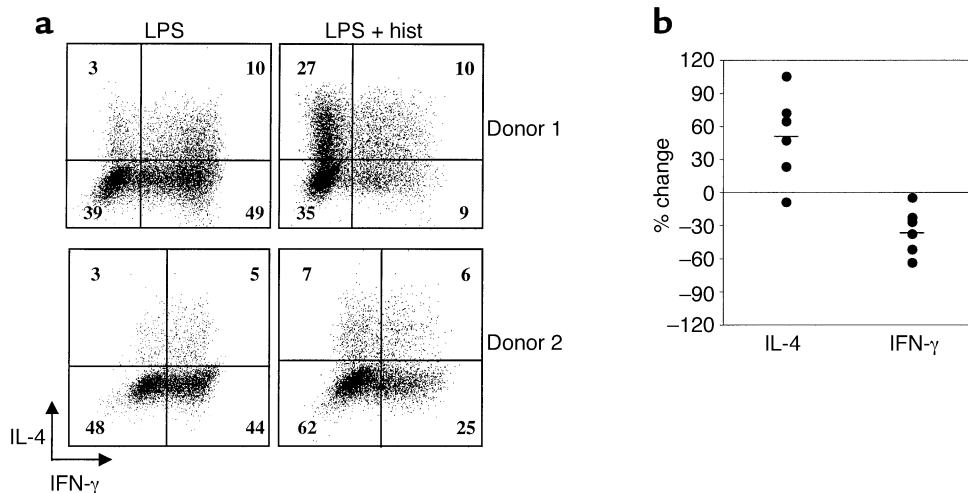 a
LPS
LPS + hist
3 10
39 49
27 10
35 9
Donor 1
3 5
48 44
7 6
62 25
Donor 2
IL-4
IFN-γ
b
% change
120
90
60
30
0
−30
−60
−90
−120
IL-4
IFN-γ